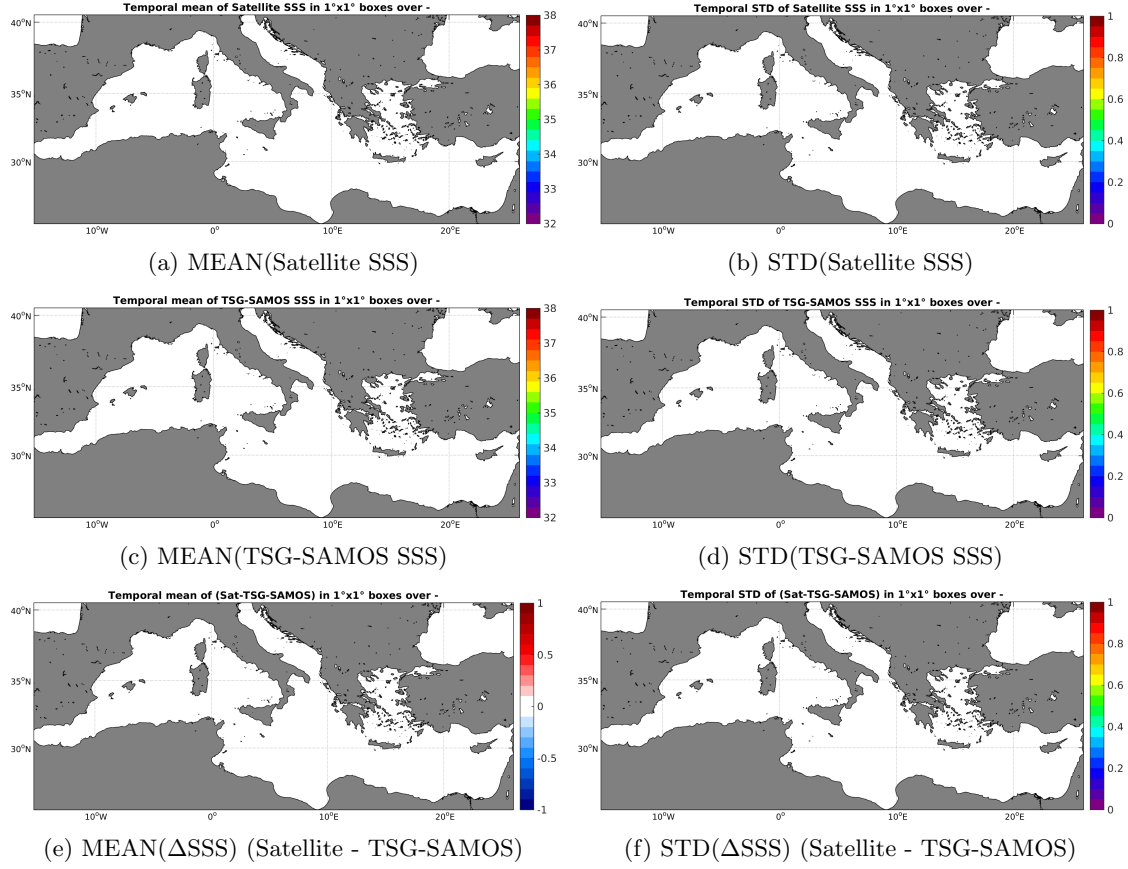 Temporal mean of Satellite SSS in 1°x1° boxes over -
40°N
35°N
30°N
10°W
0°
10°E
20°E
38
37
36
35
34
33
32
(a) MEAN(Satellite SSS)
Temporal STD of Satellite SSS in 1°x1° boxes over -
40°N
35°N
30°N
10°W
0°
10°E
20°E
1
0.8
0.6
0.4
0.2
0
(b) STD(Satellite SSS)
Temporal mean of TSG-SAMOS SSS in 1°x1° boxes over -
40°N
35°N
30°N
10°W
0°
10°E
20°E
38
37
36
35
34
33
32
(c) MEAN(TSG-SAMOS SSS)
Temporal STD of TSG-SAMOS SSS in 1°x1° boxes over -
40°N
35°N
30°N
10°W
0°
10°E
20°E
1
0.8
0.6
0.4
0.2
0
(d) STD(TSG-SAMOS SSS)
Temporal mean of (Sat-TSG-SAMOS) in 1°x1° boxes over -
40°N
35°N
30°N
10°W
0°
10°E
20°E
1
0.5
0
-0.5
-1
(e) MEAN(ΔSSS) (Satellite - TSG-SAMOS)
Temporal STD of (Sat-TSG-SAMOS) in 1°x1° boxes over -
40°N
35°N
30°N
10°W
0°
10°E
20°E
1
0.8
0.6
0.4
0.2
0
(f) STD(ΔSSS) (Satellite - TSG-SAMOS)